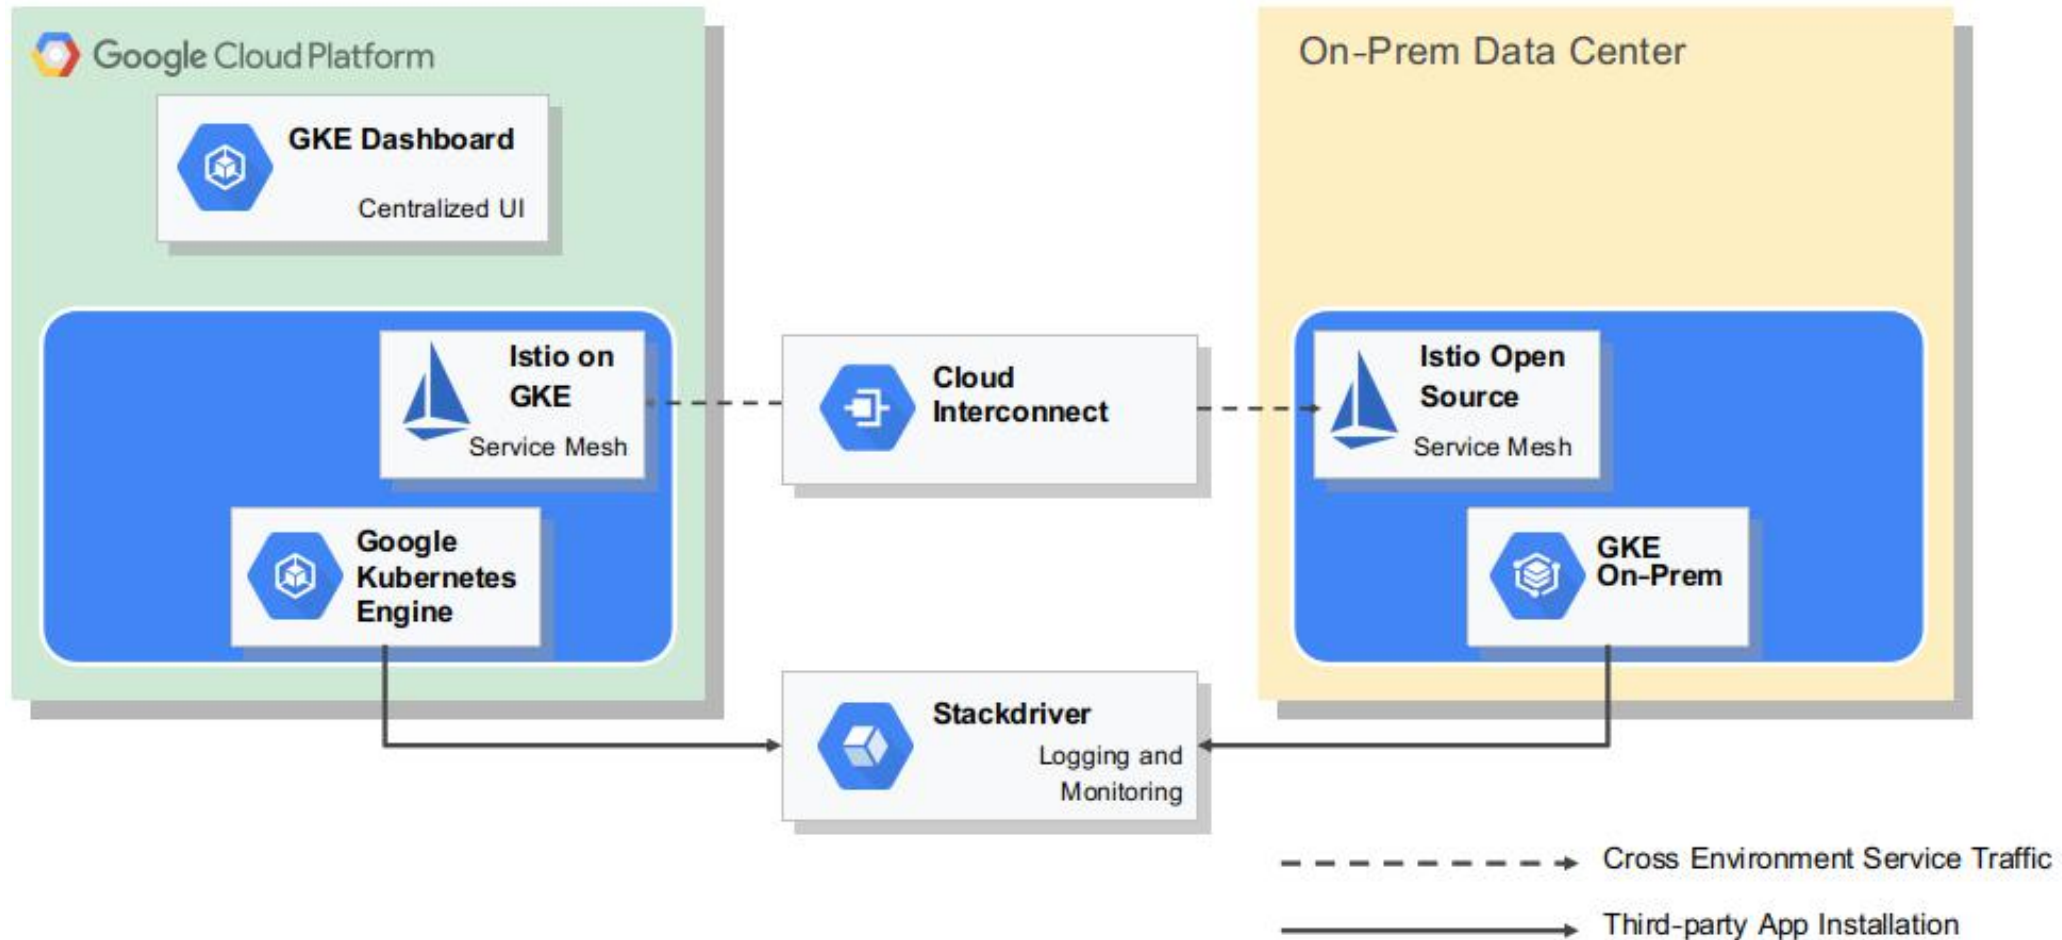 Google Cloud Platform
GKE Dashboard
Centralized UI
Istio on
GKE
Service Mesh
Google
Kubernetes
Engine
Cloud
Interconnect
Stackdriver
Logging and
Monitoring
On-Prem Data Center
Istio Open
Source
Service Mesh
GKE
On-Prem
Cross Environment Service Traffic
Third-party App Installation